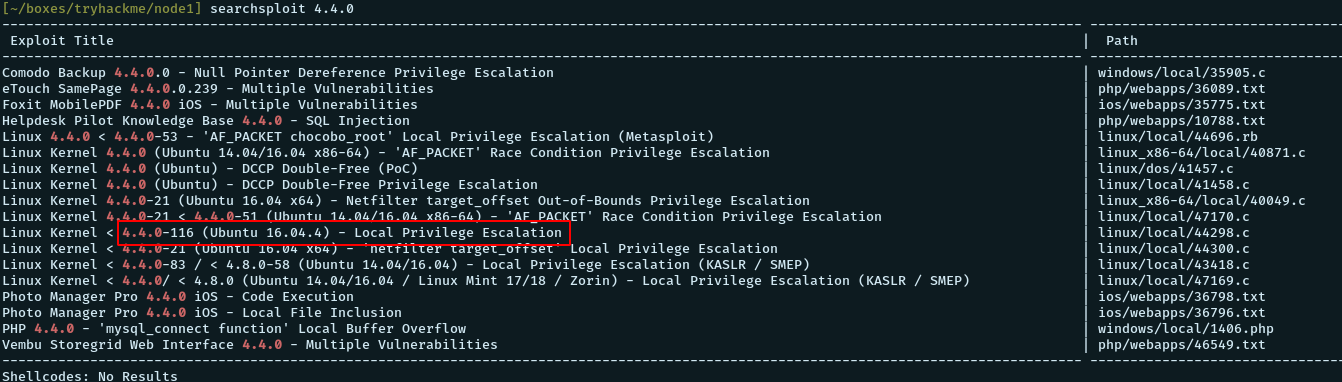 [~/boxes/tryhackme/node1] searchsploit 4.4.0
Exploit Title | Path
Comodo Backup 4.4.0.0 - Null Pointer Dereference Privilege Escalation | windows/local/35905.c
eTouch SamePage 4.4.0.0.239 - Multiple Vulnerabilities | php/webapps/36089.txt
Foxit MobilePDF 4.4.0 iOS - Multiple Vulnerabilities | ios/webapps/35775.txt
Helpdesk Pilot Knowledge Base 4.4.0 - SQL Injection | php/webapps/10788.txt
Linux 4.4.0 < 4.4.0-53 - 'AF_PACKET chocobo_root' Local Privilege Escalation (Metasploit) | linux/local/44696.rb
Linux Kernel 4.4.0 (Ubuntu 14.04/16.04 x86-64) - 'AF_PACKET' Race Condition Privilege Escalation | linux_x86-64/local/40871.c
Linux Kernel 4.4.0 (Ubuntu) - DCCP Double-Free (PoC) | linux/dos/41457.c
Linux Kernel 4.4.0 (Ubuntu) - DCCP Double-Free Privilege Escalation | linux/local/41458.c
Linux Kernel 4.4.0-21 (Ubuntu 16.04 x64) - Netfilter target_offset Out-of-Bounds Privilege Escalation | linux_x86-64/local/40049.c
Linux Kernel 4.4.0-21 < 4.4.0-51 (Ubuntu 14.04/16.04 x86-64) - 'AF_PACKET' Race Condition Privilege Escalation | linux/local/47170.c
Linux Kernel < 4.4.0-116 (Ubuntu 16.04.4) - Local Privilege Escalation | linux/local/44298.c
Linux Kernel < 4.4.0-21 (Ubuntu 16.04 x64) - 'netfilter target_offset' Local Privilege Escalation | linux/local/44300.c
Linux Kernel < 4.4.0-83 / < 4.8.0-58 (Ubuntu 14.04/16.04) - Local Privilege Escalation (KASLR / SMEP) | linux/local/43418.c
Linux Kernel < 4.4.0/ < 4.8.0 (Ubuntu 14.04/16.04 / Linux Mint 17/18 / Zorin) - Local Privilege Escalation (KASLR / SMEP) | linux/local/47169.c
Photo Manager Pro 4.4.0 iOS - Code Execution | ios/webapps/36798.txt
Photo Manager Pro 4.4.0 iOS - Local File Inclusion | ios/webapps/36796.txt
PHP 4.4.0 - 'mysql_connect function' Local Buffer Overflow | windows/local/1406.php
Vembu Storegrid Web Interface 4.4.0 - Multiple Vulnerabilities | php/webapps/46549.txt
Shellcodes: No Results